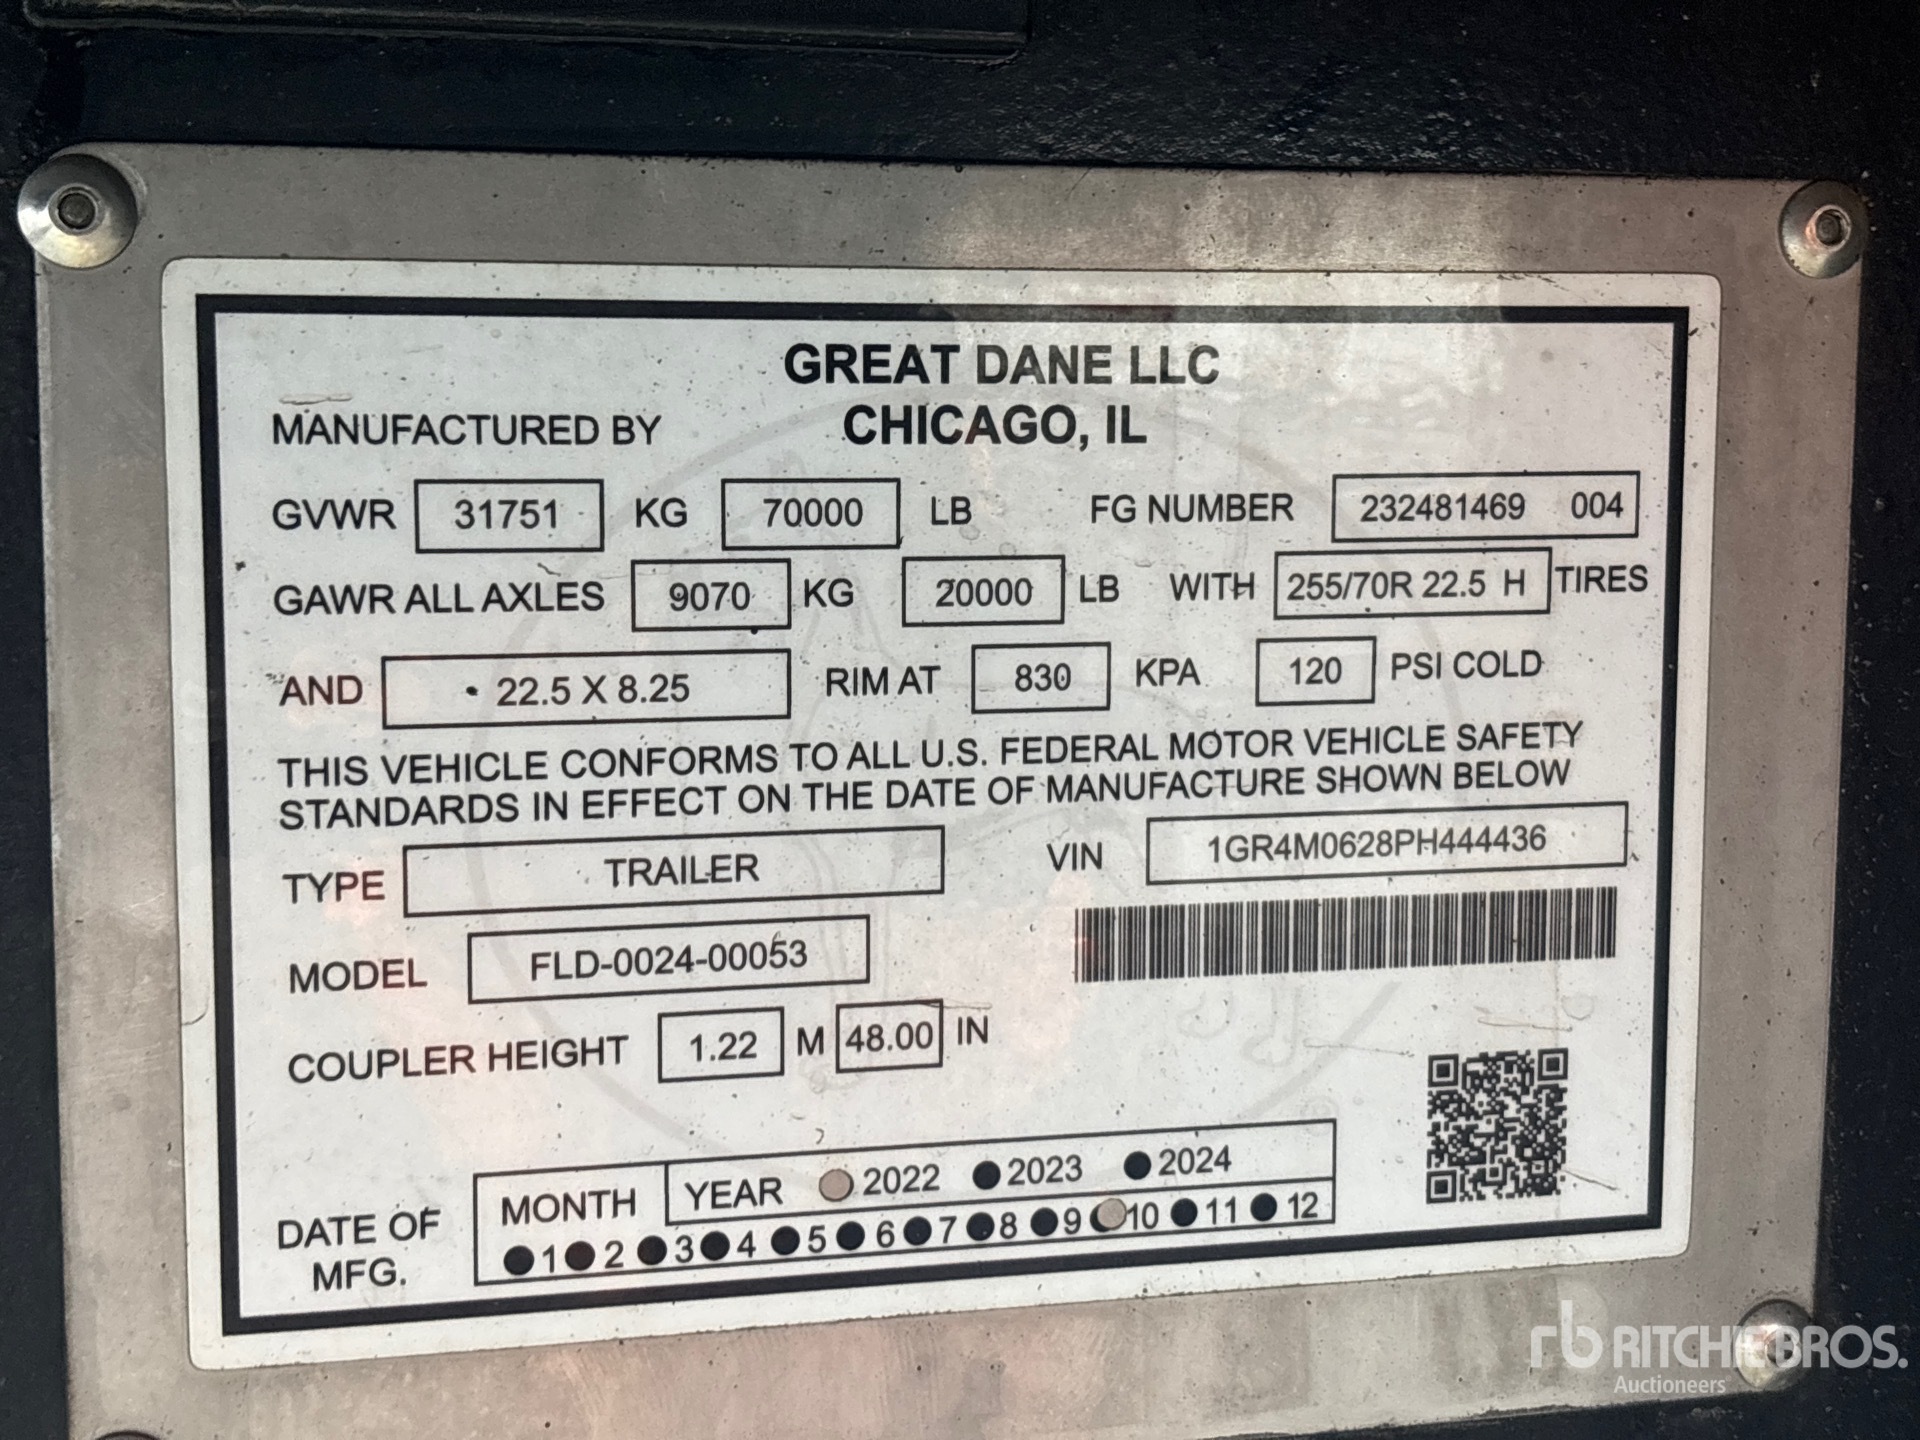 GREAT DANE LLC
MANUFACTURED BY CHICAGO, IL
GVWR 31751 KG 70000 LB FG NUMBER 232481469 004
GAWR ALL AXLES 9070 KG 20000 LB WITH 255/70R 22.5 H TIRES
AND 22.5 X 8.25 RIM AT 830 KPA 120 PSI COLD
THIS VEHICLE CONFORMS TO ALL U.S. FEDERAL MOTOR VEHICLE SAFETY
STANDARDS IN EFFECT ON THE DATE OF MANUFACTURE SHOWN BELOW
TYPE TRAILER VIN 1GR4M0628PH444436
MODEL FLD-0024-00053
COUPLER HEIGHT 1.22 M 48.00 IN
DATE OF MFG.
MONTH YEAR 2022 2023 2024
1 2 3 4 5 6 7 8 9 10 11 12
rb RITCHIE BROS.
Auctioneers